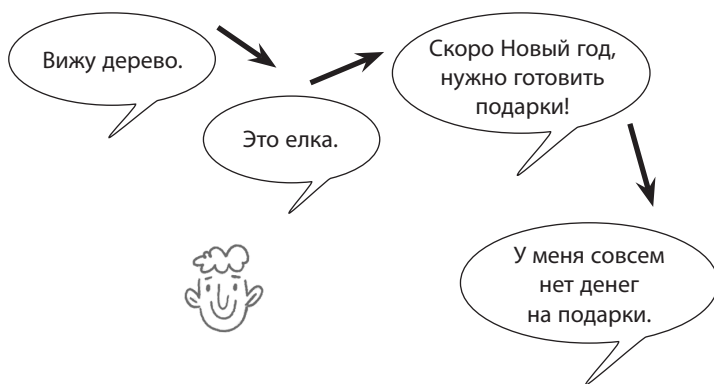 Вижу дерево.
Это елка.
Скоро Новый год,
нужно готовить
подарки!
У меня совсем
нет денег
на подарки.